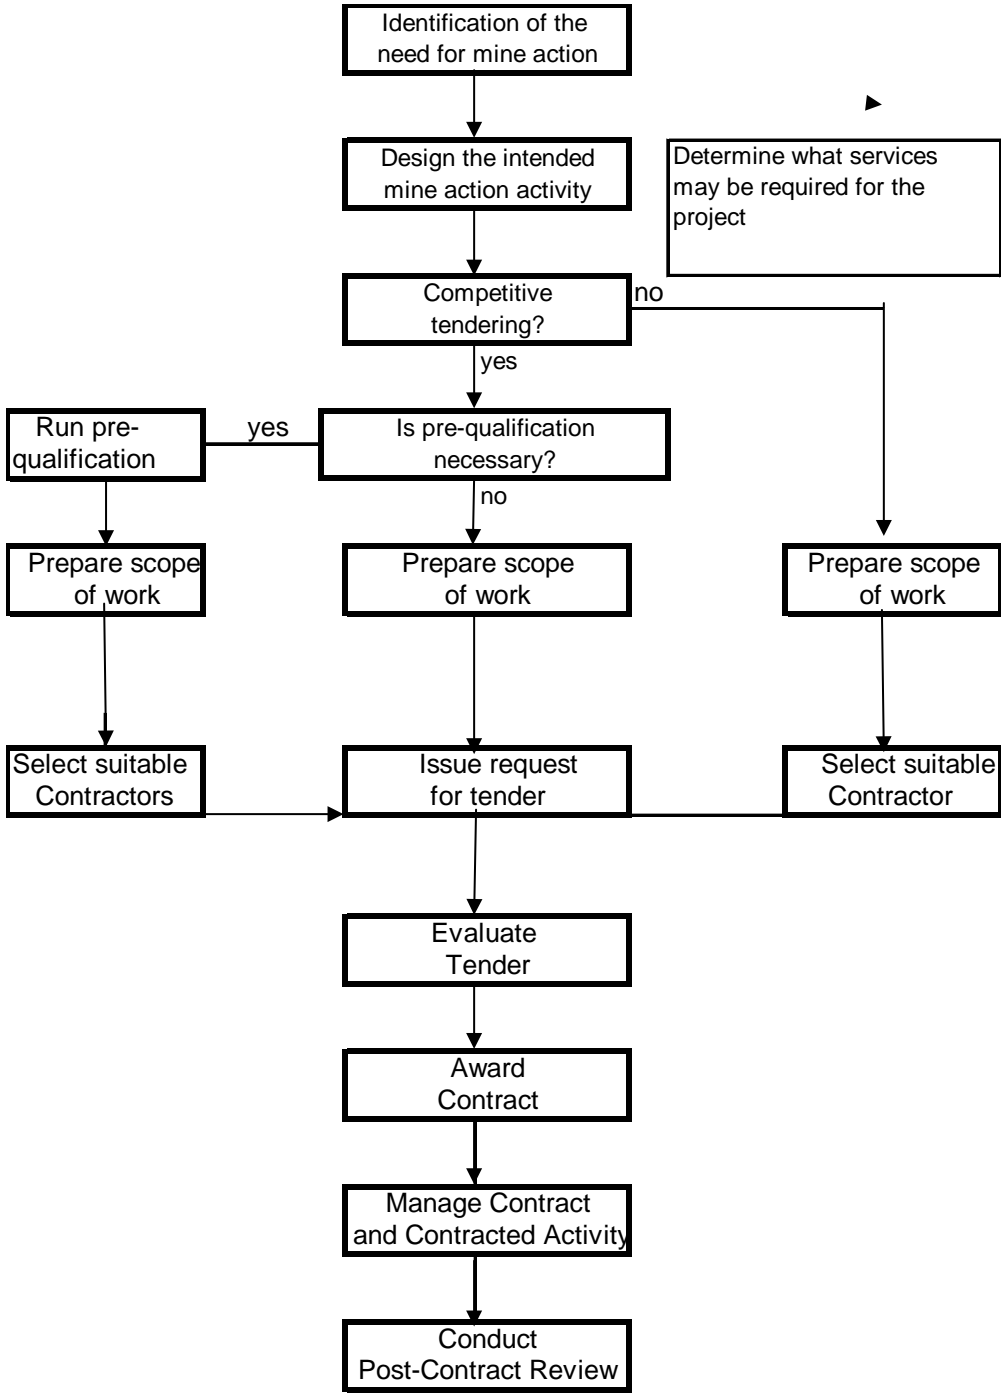 Identification of the
need for mine action
Design the intended
mine action activity
Determine what services
may be required for the
project
Competitive
tendering?
no
yes
Run pre-
qualification
yes
Is pre-qualification
necessary?
no
Prepare scope
of work
Prepare scope
of work
Prepare scope
of work
Select suitable
Contractors
Issue request
for tender
Select suitable
Contractor
Evaluate
Tender
Award
Contract
Manage Contract
and Contracted Activity
Conduct
Post-Contract Review